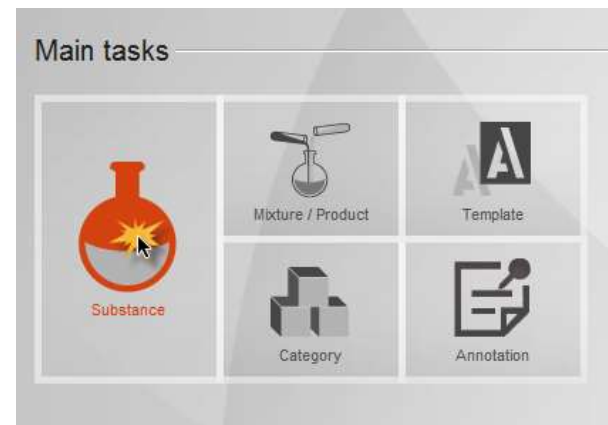 Main tasks
Mixture / Product
Template
Substance
Category
Annotation